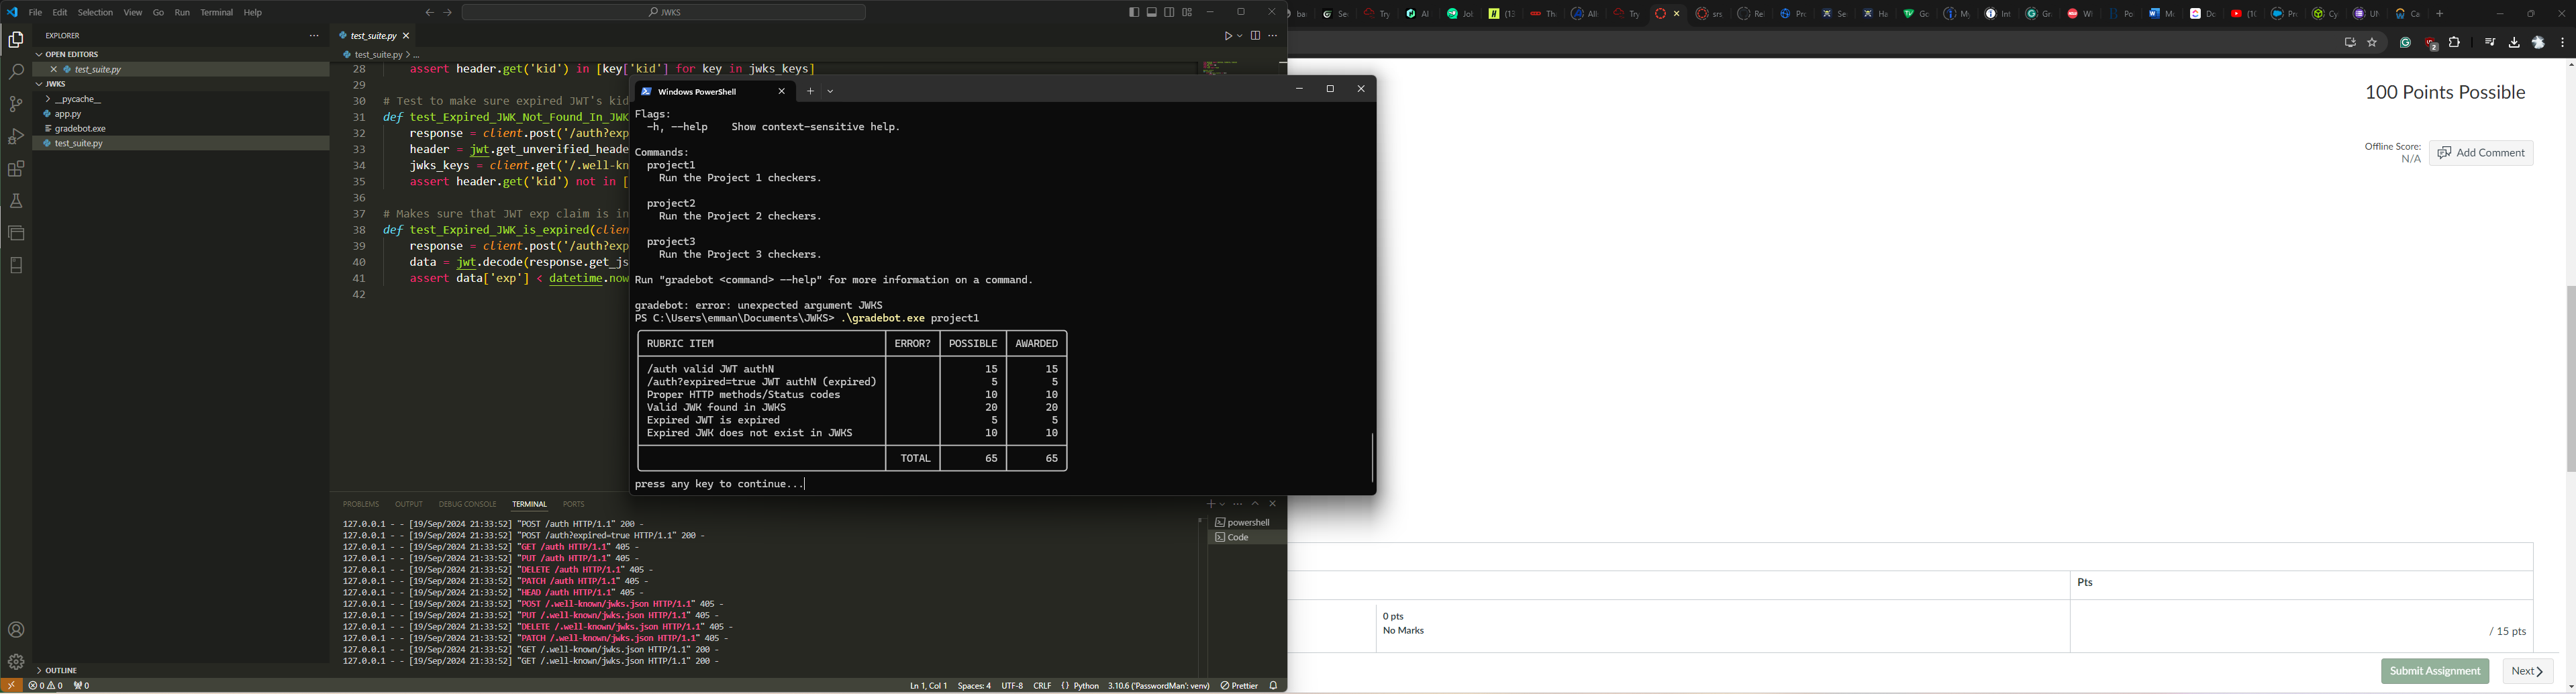 File Edit Selection View Go Run Terminal Help
JWKS
EXPLORER
OPEN EDITORS
test_suite.py
JWKS
__pycache__
app.py
gradebot.exe
test_suite.py
OUTLINE
test_suite.py
test_suite.py > ...
28 assert header.get('kid') in [key['kid'] for key in jwks_keys]
29
30 # Test to make sure expired JWT's kid
31 def test_Expired_JWK_Not_Found_In_JWK
32 response = client.post('/auth?exp
33 header = jwt.get_unverified_heade
34 jwks_keys = client.get('/.well-kn
35 assert header.get('kid') not in [
36
37 # Makes sure that JWT exp claim is in
38 def test_Expired_JWK_is_expired(clien
39 response = client.post('/auth?exp
40 data = jwt.decode(response.get_js
41 assert data['exp'] < datetime.now
42
Windows PowerShell
Flags:
-h, --help Show context-sensitive help.
Commands:
project1
Run the Project 1 checkers.
project2
Run the Project 2 checkers.
project3
Run the Project 3 checkers.
Run "gradebot <command> --help" for more information on a command.
gradebot: error: unexpected argument JWKS
PS C:\Users\emman\Documents\JWKS> .\gradebot.exe project1
RUBRIC ITEM ERROR? POSSIBLE AWARDED
/auth valid JWT authN 15 15
/auth?expired=true JWT authN (expired) 5 5
Proper HTTP methods/Status codes 10 10
Valid JWK found in JWKS 20 20
Expired JWT is expired 5 5
Expired JWK does not exist in JWKS 10 10
TOTAL 65 65
press any key to continue...
PROBLEMS OUTPUT DEBUG CONSOLE TERMINAL PORTS
powershell
Code
127.0.0.1 - - [19/Sep/2024 21:33:52] "POST /auth HTTP/1.1" 200 -
127.0.0.1 - - [19/Sep/2024 21:33:52] "POST /auth?expired=true HTTP/1.1" 200 -
127.0.0.1 - - [19/Sep/2024 21:33:52] "GET /auth HTTP/1.1" 405 -
127.0.0.1 - - [19/Sep/2024 21:33:52] "PUT /auth HTTP/1.1" 405 -
127.0.0.1 - - [19/Sep/2024 21:33:52] "DELETE /auth HTTP/1.1" 405 -
127.0.0.1 - - [19/Sep/2024 21:33:52] "PATCH /auth HTTP/1.1" 405 -
127.0.0.1 - - [19/Sep/2024 21:33:52] "HEAD /auth HTTP/1.1" 405 -
127.0.0.1 - - [19/Sep/2024 21:33:52] "POST /.well-known/jwks.json HTTP/1.1" 405 -
127.0.0.1 - - [19/Sep/2024 21:33:52] "PUT /.well-known/jwks.json HTTP/1.1" 405 -
127.0.0.1 - - [19/Sep/2024 21:33:52] "DELETE /.well-known/jwks.json HTTP/1.1" 405 -
127.0.0.1 - - [19/Sep/2024 21:33:52] "PATCH /.well-known/jwks.json HTTP/1.1" 405 -
127.0.0.1 - - [19/Sep/2024 21:33:52] "GET /.well-known/jwks.json HTTP/1.1" 200 -
127.0.0.1 - - [19/Sep/2024 21:33:52] "GET /.well-known/jwks.json HTTP/1.1" 200 -
0 0 0 Ln 1, Col 1 Spaces: 4 UTF-8 CRLF Python 3.10.6 ('PasswordMan': venv) Prettier
100 Points Possible
Offline Score:
N/A
Add Comment
Pts
0 pts
No Marks
/ 15 pts
Submit Assignment
Next